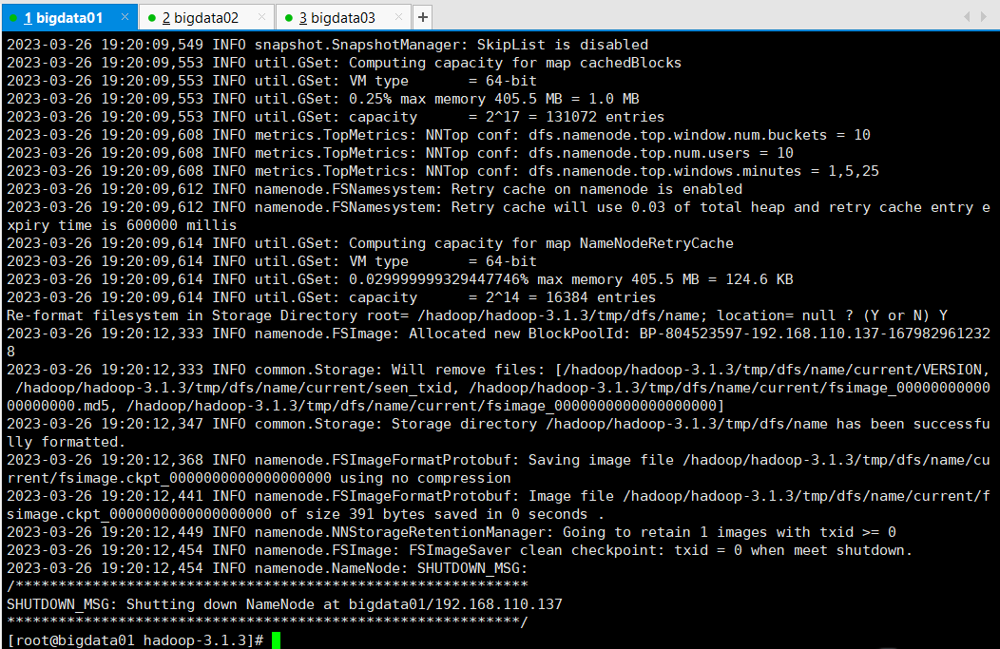 1 bigdata01 × 2 bigdata02 × 3 bigdata03 × +
2023-03-26 19:20:09,549 INFO snapshot.SnapshotManager: SkipList is disabled
2023-03-26 19:20:09,553 INFO util.GSet: Computing capacity for map cachedBlocks
2023-03-26 19:20:09,553 INFO util.GSet: VM type       = 64-bit
2023-03-26 19:20:09,553 INFO util.GSet: 0.25% max memory 405.5 MB = 1.0 MB
2023-03-26 19:20:09,553 INFO util.GSet: capacity      = 2^17 = 131072 entries
2023-03-26 19:20:09,608 INFO metrics.TopMetrics: NNTop conf: dfs.namenode.top.window.num.buckets = 10
2023-03-26 19:20:09,608 INFO metrics.TopMetrics: NNTop conf: dfs.namenode.top.num.users = 10
2023-03-26 19:20:09,608 INFO metrics.TopMetrics: NNTop conf: dfs.namenode.top.windows.minutes = 1,5,25
2023-03-26 19:20:09,612 INFO namenode.FSNamesystem: Retry cache on namenode is enabled
2023-03-26 19:20:09,612 INFO namenode.FSNamesystem: Retry cache will use 0.03 of total heap and retry cache entry e
xpiry time is 600000 millis
2023-03-26 19:20:09,614 INFO util.GSet: Computing capacity for map NameNodeRetryCache
2023-03-26 19:20:09,614 INFO util.GSet: VM type       = 64-bit
2023-03-26 19:20:09,614 INFO util.GSet: 0.029999999329447746% max memory 405.5 MB = 124.6 KB
2023-03-26 19:20:09,614 INFO util.GSet: capacity      = 2^14 = 16384 entries
Re-format filesystem in Storage Directory root= /hadoop/hadoop-3.1.3/tmp/dfs/name; location= null ? (Y or N) Y
2023-03-26 19:20:12,333 INFO namenode.FSImage: Allocated new BlockPoolId: BP-804523597-192.168.110.137-167982961232
8
2023-03-26 19:20:12,333 INFO common.Storage: Will remove files: [/hadoop/hadoop-3.1.3/tmp/dfs/name/current/VERSION,
 /hadoop/hadoop-3.1.3/tmp/dfs/name/current/seen_txid, /hadoop/hadoop-3.1.3/tmp/dfs/name/current/fsimage_00000000000
00000000.md5, /hadoop/hadoop-3.1.3/tmp/dfs/name/current/fsimage_0000000000000000000]
2023-03-26 19:20:12,347 INFO common.Storage: Storage directory /hadoop/hadoop-3.1.3/tmp/dfs/name has been successfu
lly formatted.
2023-03-26 19:20:12,368 INFO namenode.FSImageFormatProtobuf: Saving image file /hadoop/hadoop-3.1.3/tmp/dfs/name/cu
rrent/fsimage.ckpt_0000000000000000000 using no compression
2023-03-26 19:20:12,441 INFO namenode.FSImageFormatProtobuf: Image file /hadoop/hadoop-3.1.3/tmp/dfs/name/current/f
simage.ckpt_0000000000000000000 of size 391 bytes saved in 0 seconds .
2023-03-26 19:20:12,449 INFO namenode.NNStorageRetentionManager: Going to retain 1 images with txid >= 0
2023-03-26 19:20:12,454 INFO namenode.FSImage: FSImageSaver clean checkpoint: txid = 0 when meet shutdown.
2023-03-26 19:20:12,454 INFO namenode.NameNode: SHUTDOWN_MSG:
/************************************************************
SHUTDOWN_MSG: Shutting down NameNode at bigdata01/192.168.110.137
************************************************************/
[root@bigdata01 hadoop-3.1.3]#